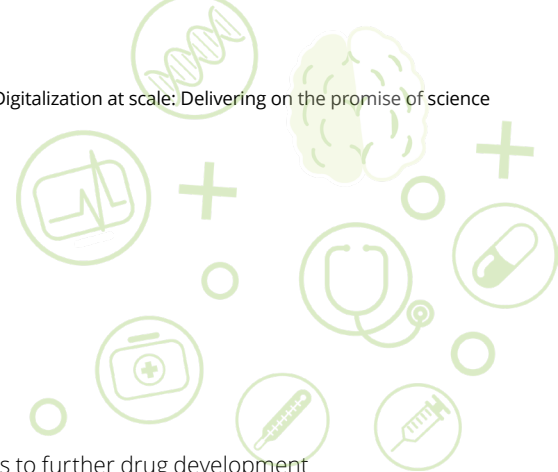 Digitalization at scale: Delivering on the promise of science
s to further drug development